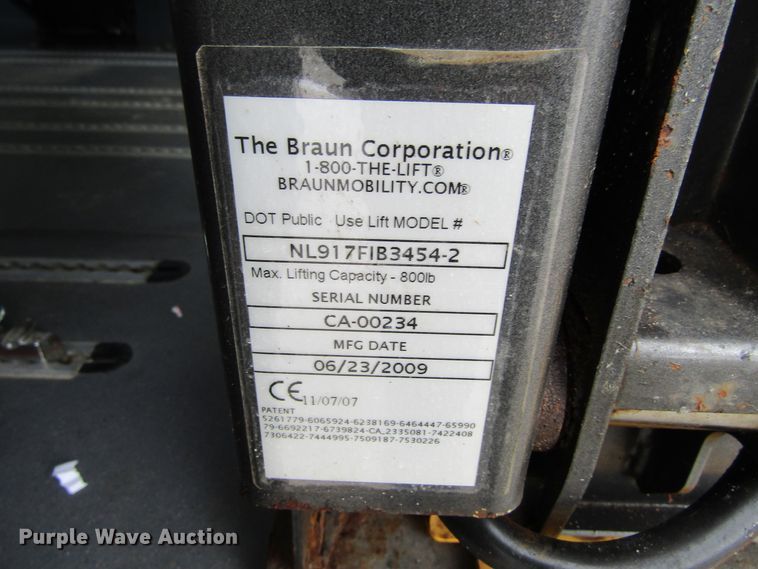 The Braun Corporation®
1-800-THE-LIFT®
BRAUNMOBILITY.COM®
DOT Public Use Lift MODEL #
NL917FIB3454-2
Max. Lifting Capacity - 800lb
SERIAL NUMBER
CA-00234
MFG DATE
06/23/2009
CE 11/07/07
PATENT
5261779-6065924-6238169-6464447-65990
79-6692217-6739824-CA_2335081-7422408
7306422-7444995-7509187-7530226
Purple Wave Auction®